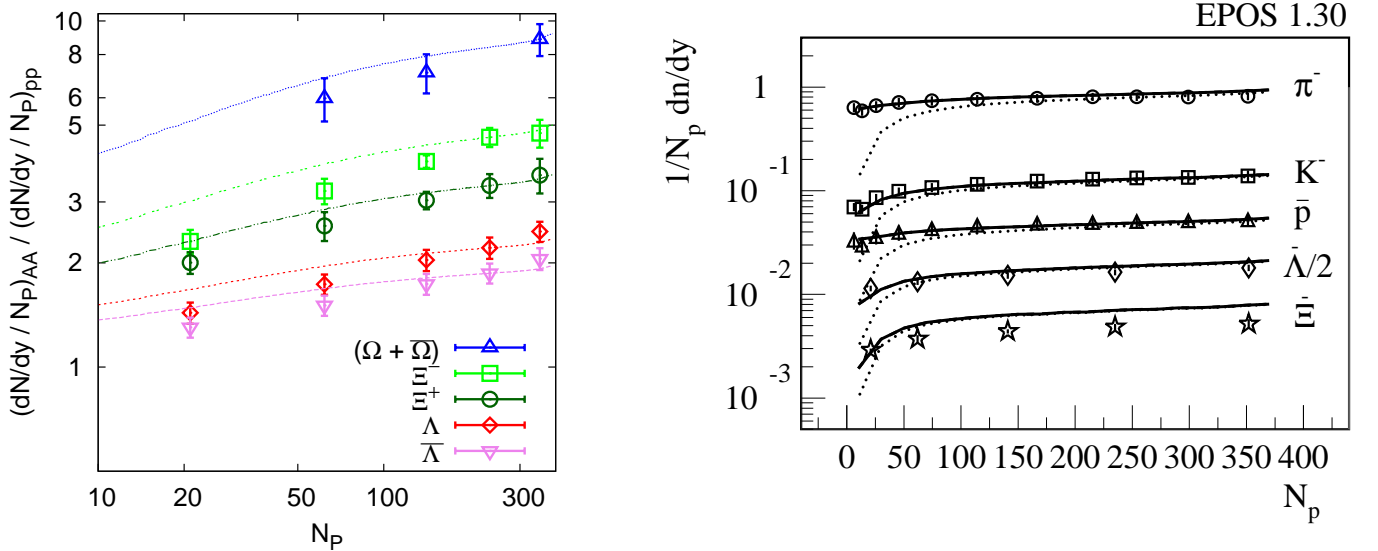 (dN/dy / N_P)_AA / (dN/dy / N_P)_pp
10
8
6
5
4
3
2
1
(Ω + Ω̅)
Ξ⁻
Ξ⁺
Λ
Λ̅
10 20 50 100 300
N_P
EPOS 1.30
1/N_p dn/dy
1
10⁻¹
10⁻²
10⁻³
π⁻
K⁻
p̅
Λ̅/2
Ξ̅
0 50 100 150 200 250 300 350 400
N_p